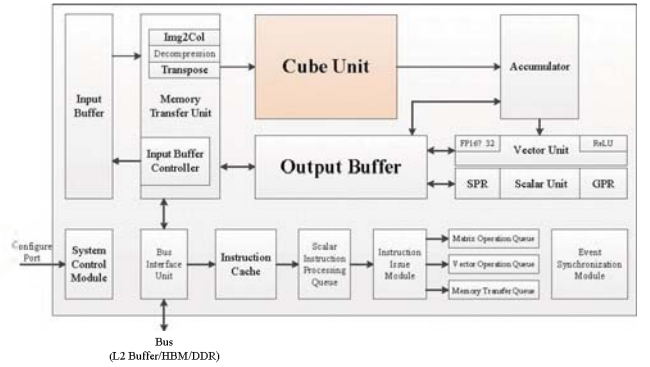 Img2Col
Decompression
Transpose
Cube Unit
Accumulator
Input
Buffer
Memory
Transfer Unit
Input Buffer
Controller
Output Buffer
FP16? 32
Vector Unit
ReLU
SPR
Scalar Unit
GPR
Configure
Port
System
Control
Module
Bus
Interface
Unit
Instruction
Cache
Scalar
Instruction
Processing
Queue
Instruction
Issue
Module
Matrix Operation Queue
Vector Operation Queue
Memory Transfer Queue
Event
Synchronization
Module
Bus
(L2 Buffer/HBM/DDR)